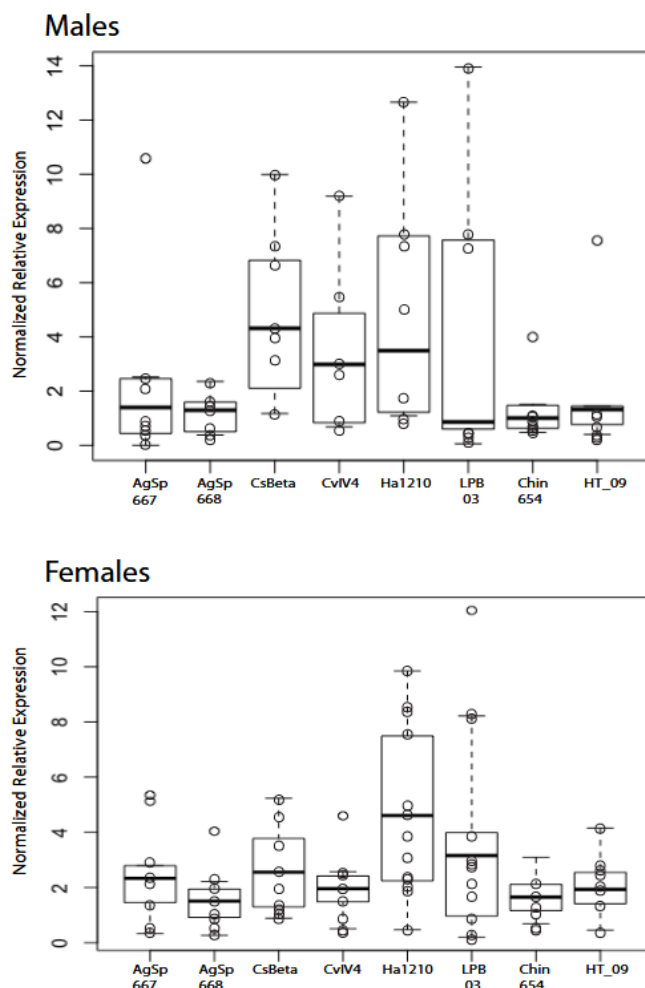 Males
Normalized Relative Expression
14
12
10
8
6
4
2
0
AgSp AgSp CsBeta CvIV4 Ha1210 LPB Chin HT_09
667 668 03 654
Females
Normalized Relative Expression
12
10
8
6
4
2
0
AgSp AgSp CsBeta CvIV4 Ha1210 LPB Chin HT_09
667 668 03 654